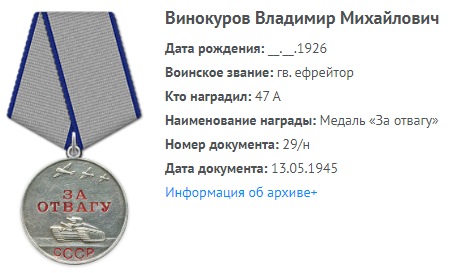 Винокуров Владимир Михайлович
Дата рождения: __.__.1926
Воинское звание: гв. ефрейтор
Кто наградил: 47 А
Наименование награды: Медаль «За отвагу»
Номер документа: 29/н
Дата документа: 13.05.1945
Информация об архиве+
ЗА
ОТВАГУ
СССР